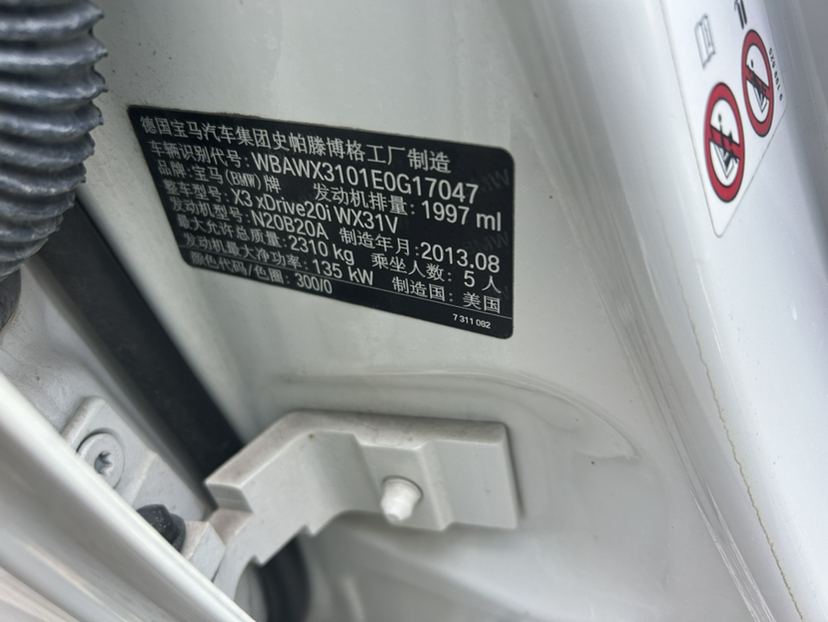 德国宝马汽车集团史帕滕博格工厂制造
车辆识别代号: WBAWX3101E0G17047
品牌: 宝马(BMW)牌 发动机排量: 1997 ml
整车型号: X3 xDrive20i WX31V
发动机型号: N20B20A 制造年月: 2013.08
最大允许总质量: 2310 kg 乘坐人数: 5 人
发动机最大净功率: 135 kW 制造国: 美国
颜色代码/色圈: 300/0
7 311 082